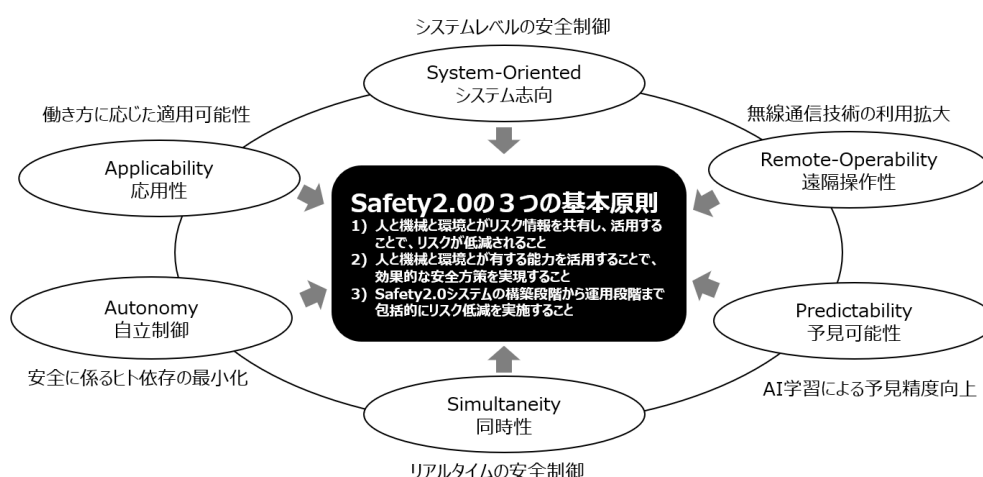 システムレベルの安全制御
System-Oriented
システム志向
働き方に応じた適用可能性
無線通信技術の利用拡大
Applicability
応用性
Remote-Operability
遠隔操作性
Safety2.0の３つの基本原則
1) 人と機械と環境とがリスク情報を共有し、活用する
ことで、リスクが低減されること
2) 人と機械と環境とが有する能力を活用することで、
効果的な安全方策を実現すること
3) Safety2.0システムの構築段階から運用段階まで
包括的にリスク低減を実施すること
Autonomy
自立制御
Predictability
予見可能性
安全に係るヒト依存の最小化
AI学習による予見精度向上
Simultaneity
同時性
リアルタイムの安全制御